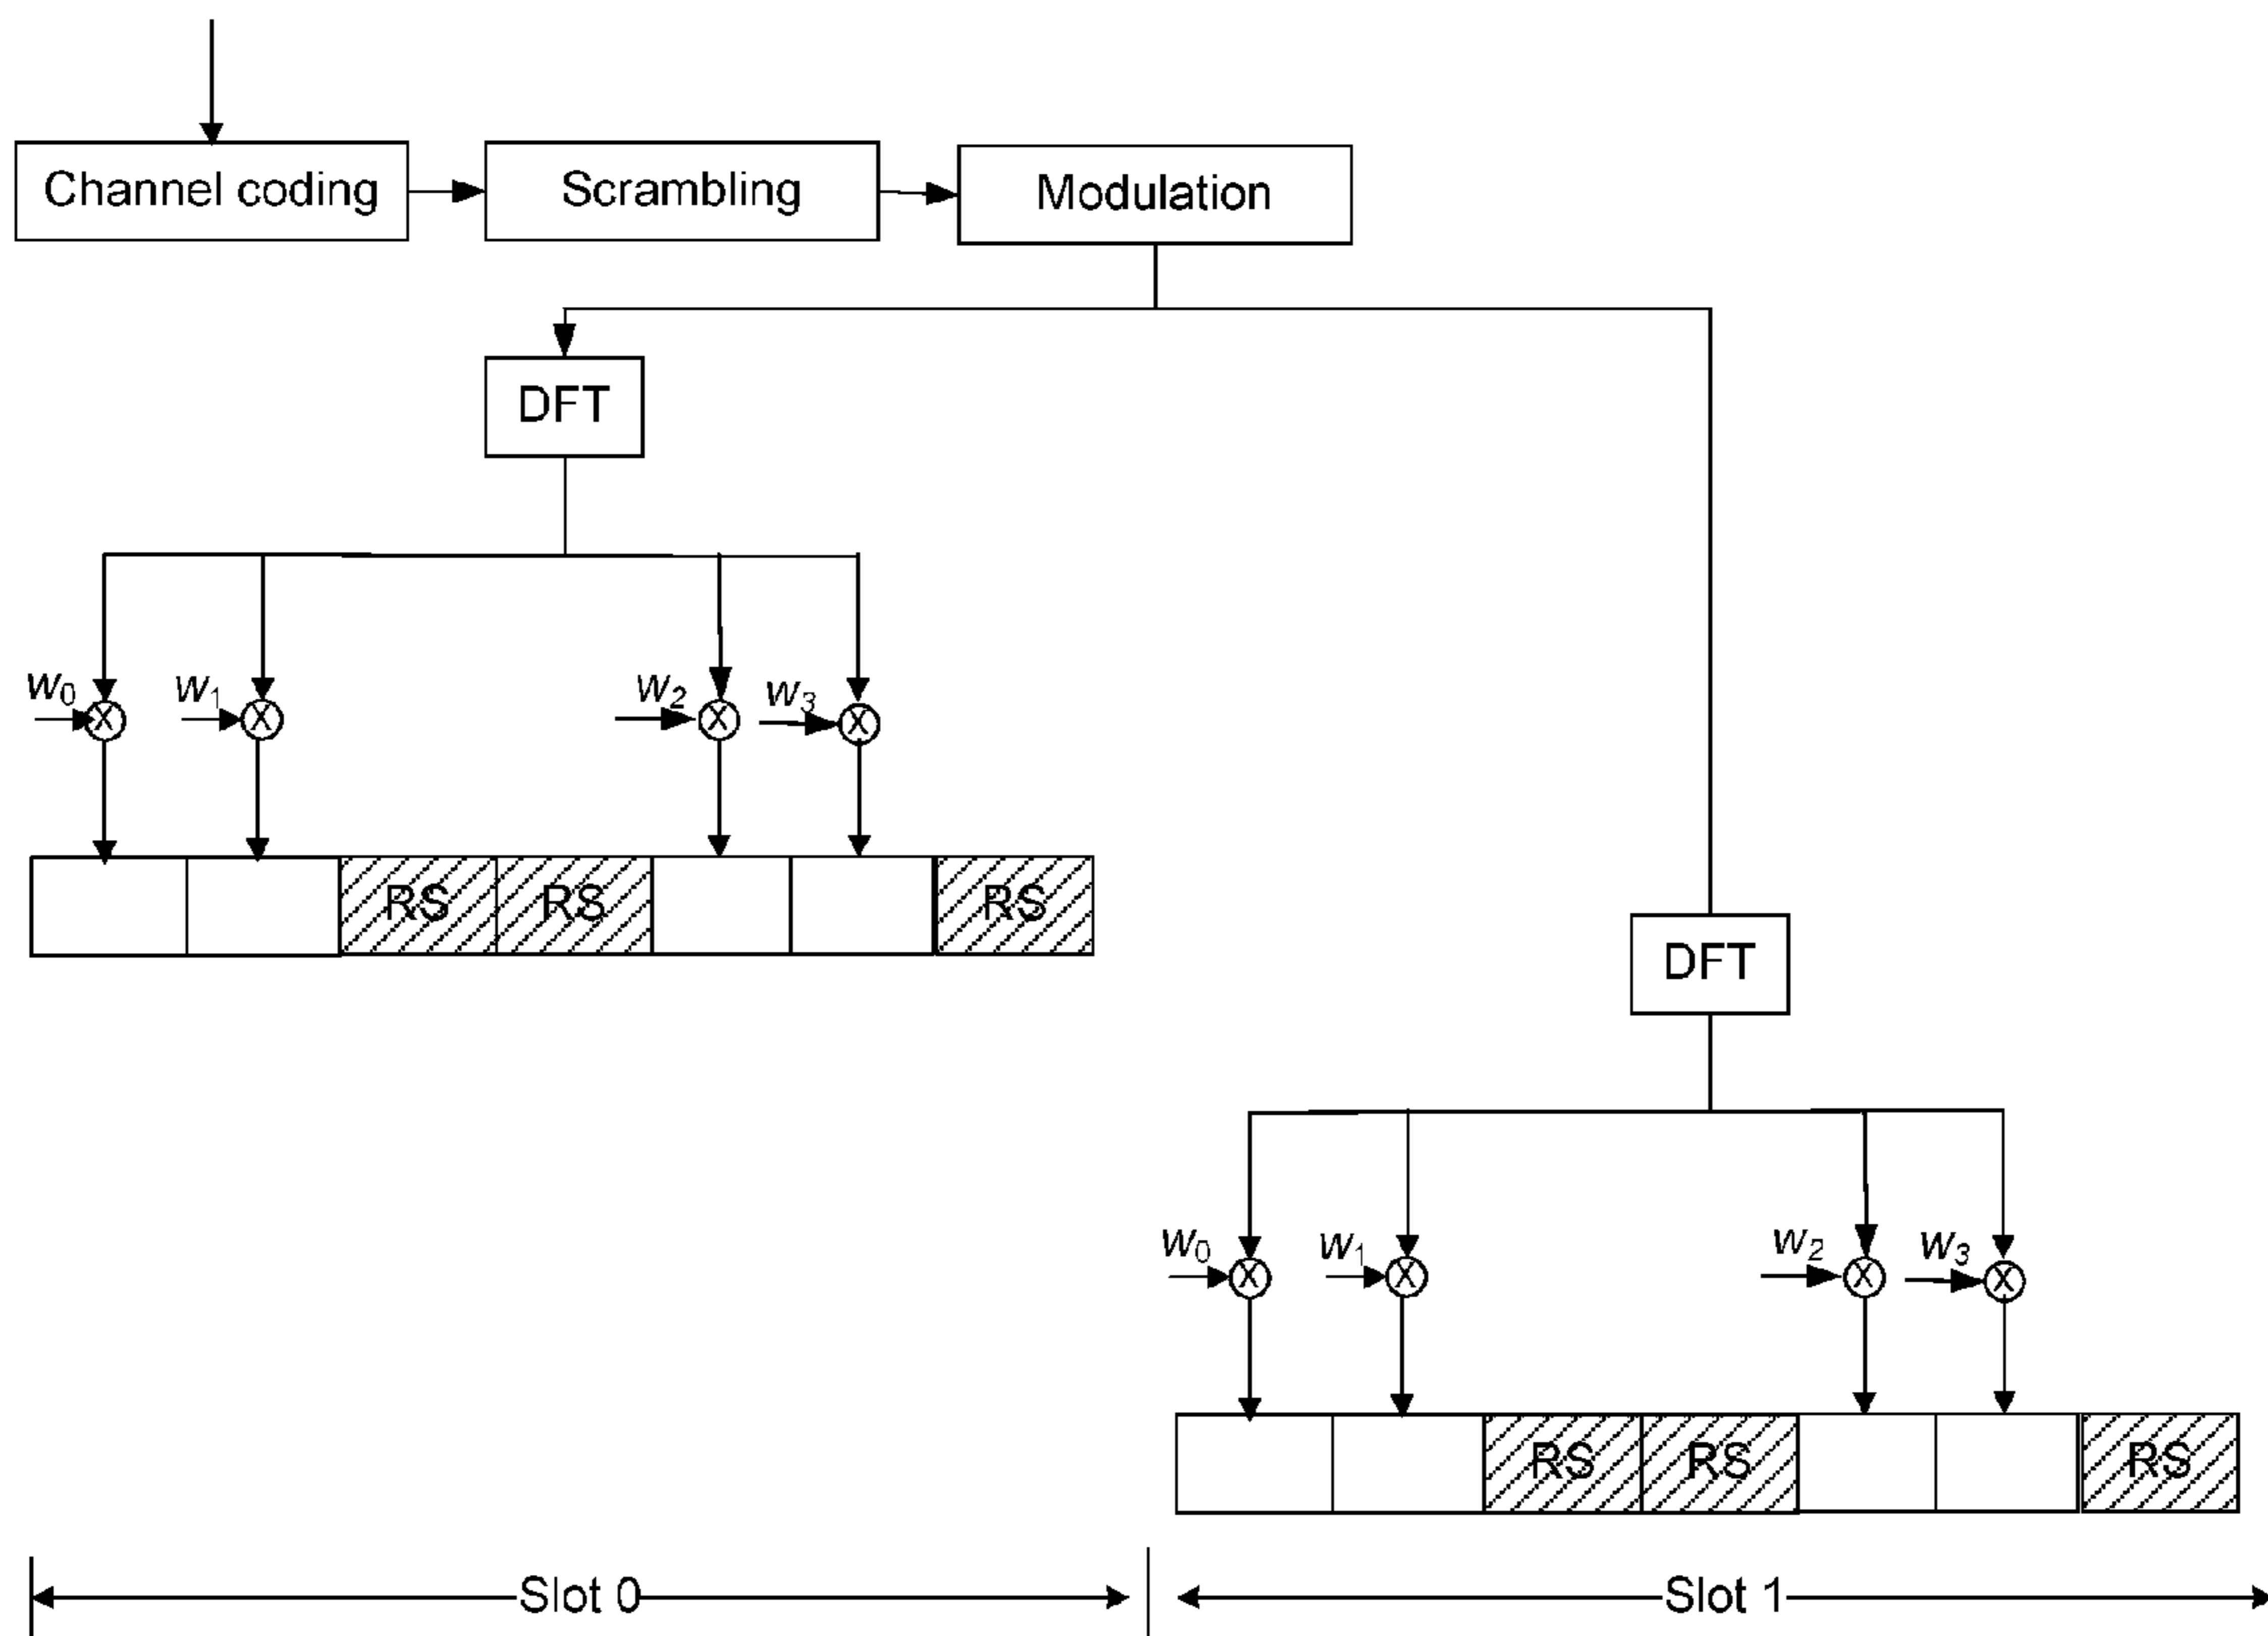 Channel coding
Scrambling
Modulation
DFT
w0
w1
w2
w3
X
X
X
X
RS
RS
RS
DFT
w0
w1
w2
w3
X
X
X
X
RS
RS
RS
Slot 0
Slot 1